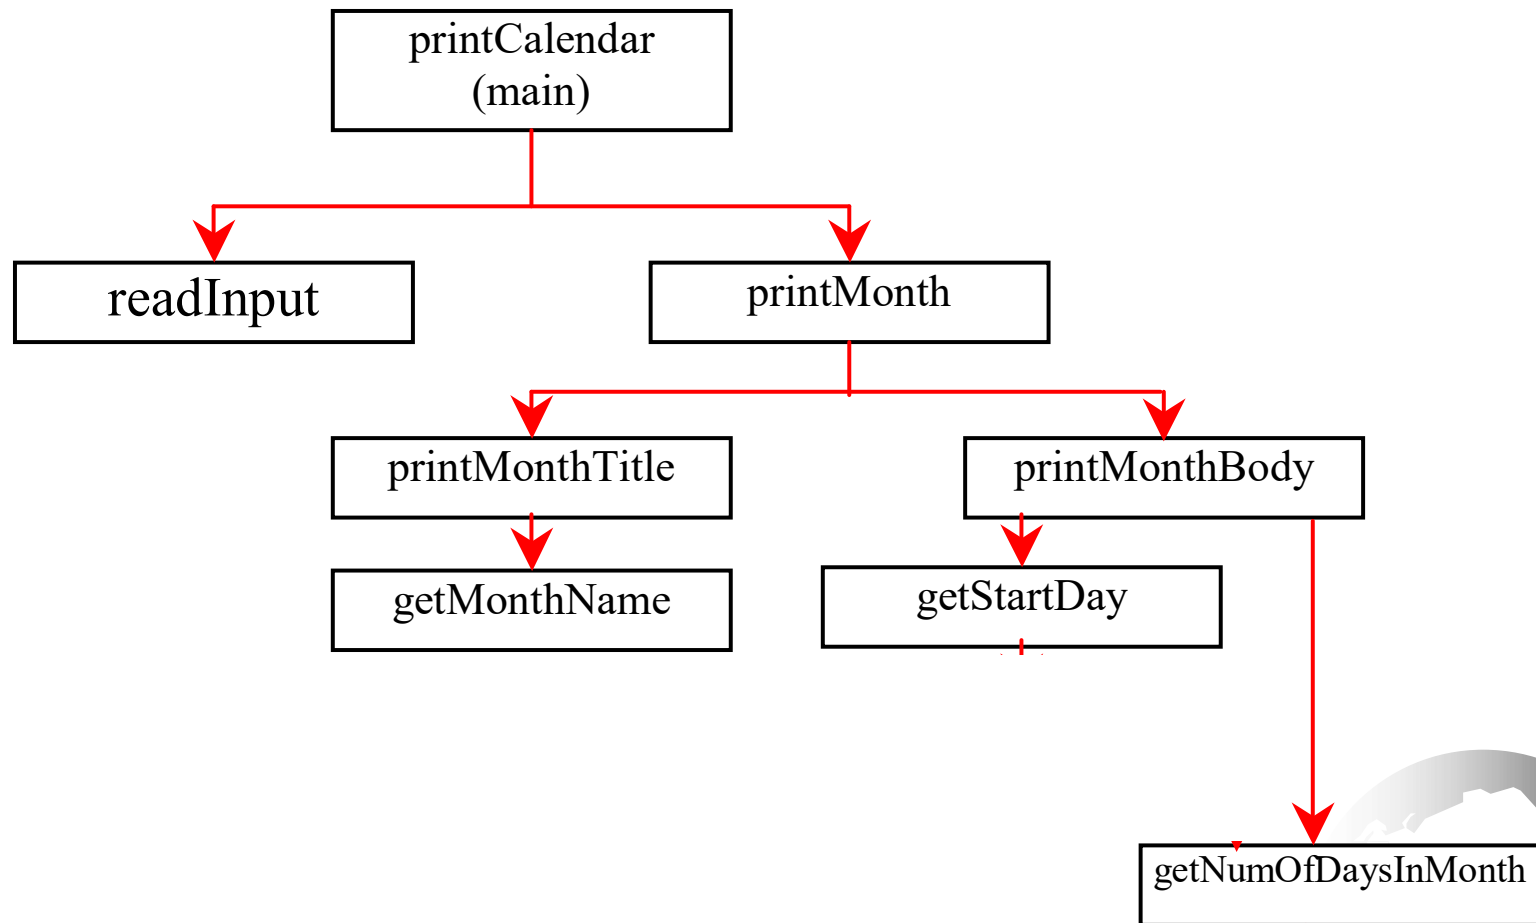 printCalendar
(main)
readInput
printMonth
printMonthTitle
printMonthBody
getMonthName
getStartDay
getNumOfDaysInMonth